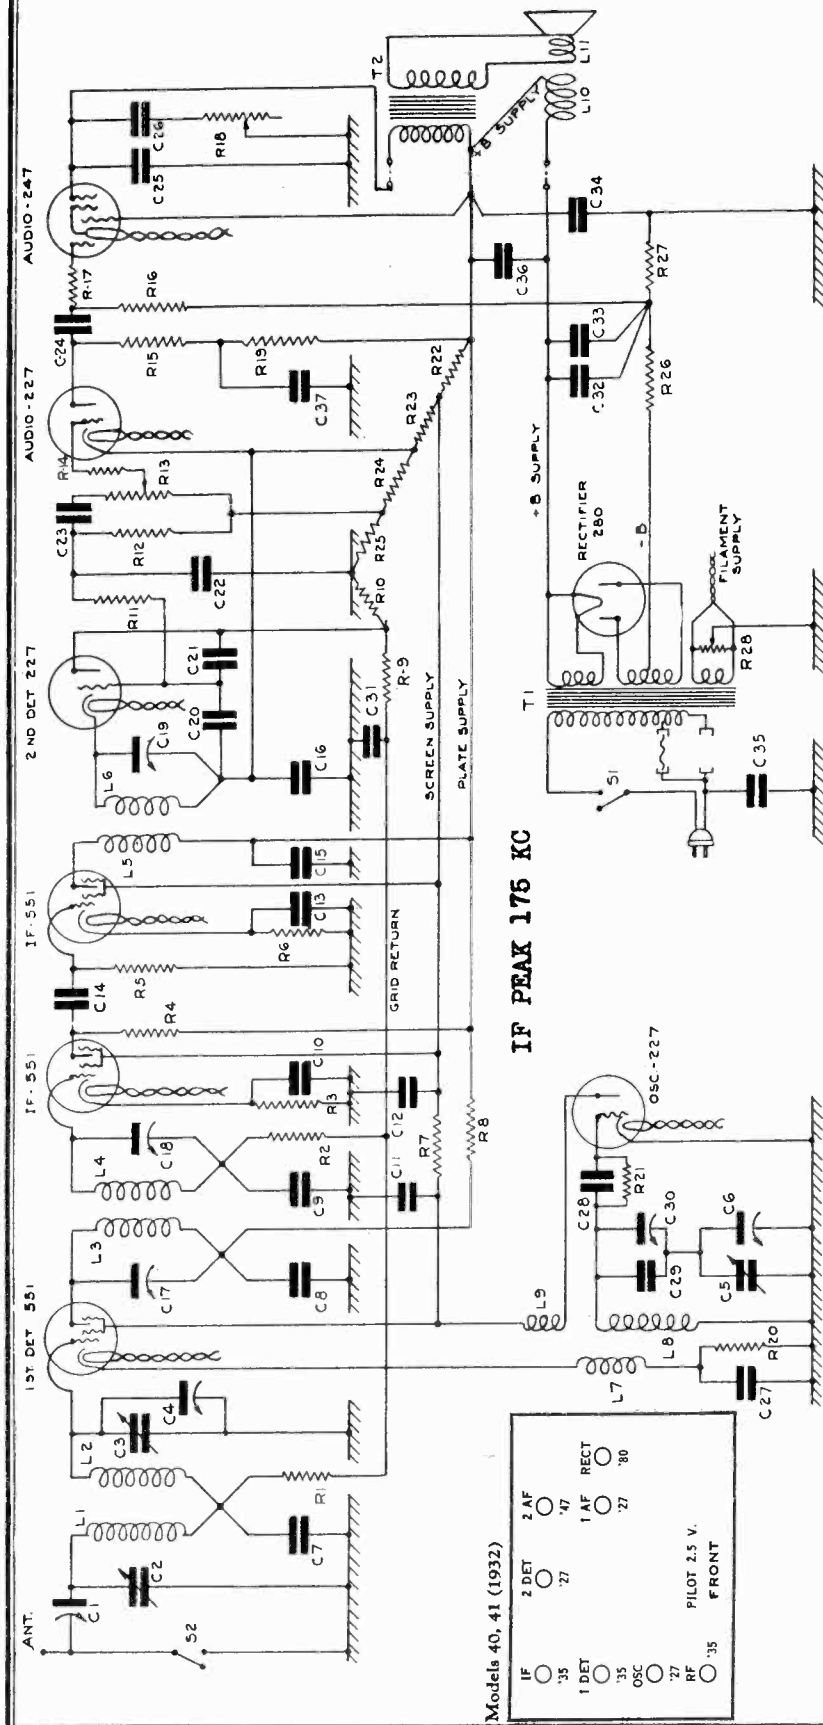 ANT.
1ST. DET 551
IF-551
IF-551
2 ND DET 227
AUDIO-227
AUDIO-247
C1
C2
S2
L1
L2
C7
R1
C3
C4
C17
L3
C8
L4
C18
C9
R2
R3
C10
C11
C12
R7
R8
C14
R4
R5
R6
C13
L5
C15
L6
C19
C20
C21
C16
C31
R-9
R10
R11
C22
R12
C23
R13
R14
R25
R24
R23
R22
C24
R15
R19
C37
R16
R-17
C25
C26
R18
T2
L11
L10
+B SUPPLY
GRID RETURN
SCREEN SUPPLY
PLATE SUPPLY
C36
C34
C33
C32
R27
R26
+B SUPPLY
RECTIFIER
280
-B
FILAMENT
SUPPLY
R28
T1
S1
C35
IF PEAK 175 KC
OSC.-227
L9
C28
R21
C30
C29
C6
C5
L8
L7
R20
C27
Models 40, 41 (1932)
IF
'35
2 DET
'27
2 AF
'47
1 DET
'35
1 AF
'27
RECT
'80
OSC
'27
RF
'35
PILOT 2.5 V.
FRONT